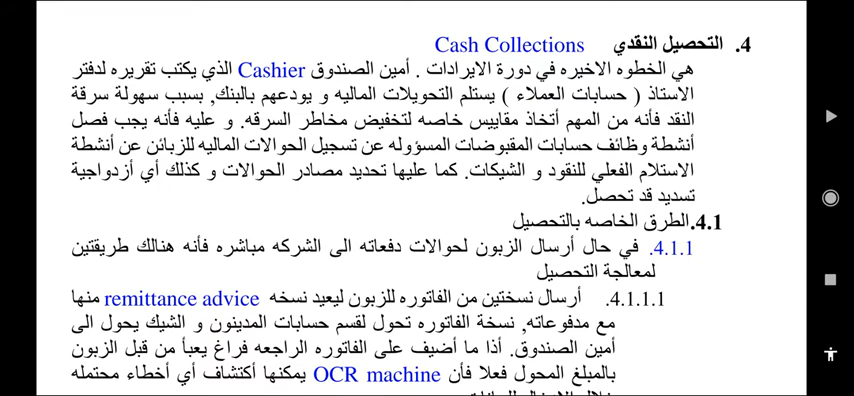 4. التحصيل النقدي Cash Collections
هي الخطوه الاخيره في دورة الايرادات . أمين الصندوق Cashier الذي يكتب تقريره لدفتر
الاستاذ ( حسابات العملاء ) يستلم التحويلات الماليه و يودعهم بالبنك, بسبب سهولة سرقة
النقد فأنه من المهم أتخاذ مقاييس خاصه لتخفيض مخاطر السرقه. و عليه فأنه يجب فصل
أنشطة وظائف حسابات المقبوضات المسؤوله عن تسجيل الحوالات الماليه للزبائن عن أنشطة
الاستلام الفعلي للنقود و الشيكات. كما عليها تحديد مصادر الحوالات و كذلك أي أزدواجية
تسديد قد تحصل.
4.1.الطرق الخاصه بالتحصيل
4.1.1. في حال أرسال الزبون لحوالات دفعاته الى الشركه مباشره فأنه هنالك طريقتين
لمعالجة التحصيل
4.1.1.1. أرسال نسختين من الفاتوره للزبون ليعيد نسخه remittance advice منها
مع مدفوعاته, نسخة الفاتوره تحول لقسم حسابات المدينون و الشيك يحول الى
أمين الصندوق. أذا ما أضيف على الفاتوره الراجعه فراغ يعبأ من قبل الزبون
بالمبلغ المحول فعلا فأن OCR machine يمكنها أكتشاف أي أخطاء محتمله